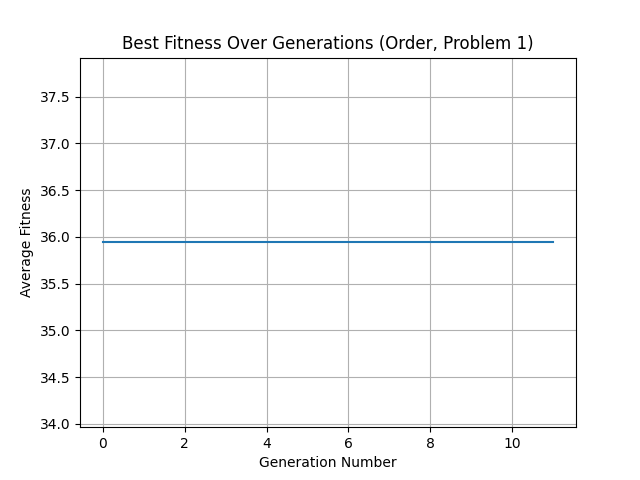 Best Fitness Over Generations (Order, Problem 1)
Average Fitness
37.5
37.0
36.5
36.0
35.5
35.0
34.5
34.0
0 2 4 6 8 10
Generation Number